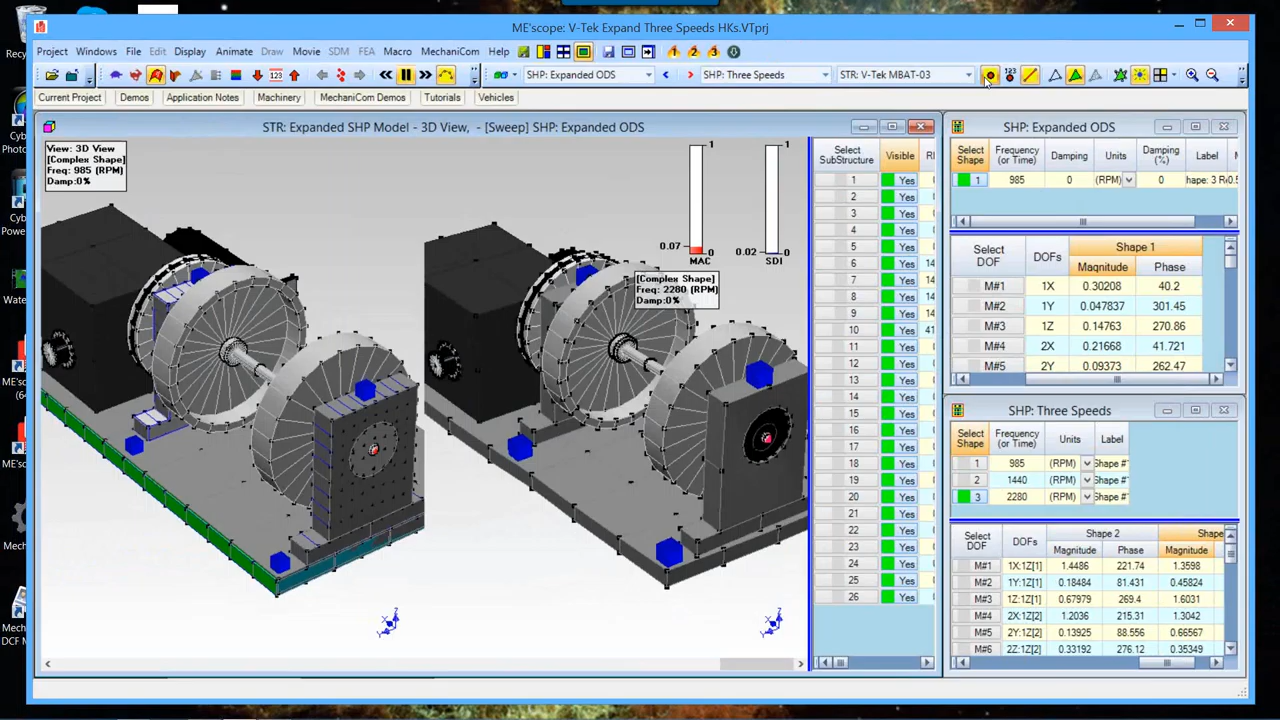 ME'scope: V-Tek Expand Three Speeds HKs.VTprj
Project Windows File Edit Display Animate Draw Movie SDM FEA Macro MechaniCom Help
SHP: Expanded ODS SHP: Three Speeds STR: V-Tek MBAT-03
Current Project Demos Application Notes Machinery MechaniCom Demos Tutorials Vehicles
STR: Expanded SHP Model - 3D View, - [Sweep] SHP: Expanded ODS
View: 3D View
[Complex Shape]
Freq: 985 (RPM)
Damp:0%
1 1
0.07 0 0.02 0
MAC SDI
[Complex Shape]
Freq: 2280 (RPM)
Damp:0%
Select SubStructure Visible
1 Yes
2 Yes
3 Yes
4 Yes
5 Yes
6 Yes 14
7 Yes 14
8 Yes 14
9 Yes 14
10 Yes 41
11 Yes
12 Yes
13 Yes
14 Yes
15 Yes
16 Yes
17 Yes
18 Yes
19 Yes
20 Yes
21 Yes
22 Yes
23 Yes
24 Yes
25 Yes
26 Yes
SHP: Expanded ODS
Select Shape Frequency (or Time) Damping Units Damping (%) Label
1 985 0 (RPM) 0
Select DOF DOFs Shape 1
Magnitude Phase
M#1 1X 0.30208 40.2
M#2 1Y 0.047837 301.45
M#3 1Z 0.14763 270.86
M#4 2X 0.21668 41.721
M#5 2Y 0.09373 262.47
SHP: Three Speeds
Select Shape Frequency (or Time) Units Label
1 985 (RPM) Shape #
2 1440 (RPM) Shape #
3 2280 (RPM) Shape #
Select DOF DOFs Shape 2 Shape
Magnitude Phase Magnitude
M#1 1X:1Z[1] 1.4486 221.74 1.3598
M#2 1Y:1Z[1] 0.18484 81.431 0.45824
M#3 1Z:1Z[1] 0.67979 269.4 1.6031
M#4 2X:1Z[2] 1.2036 215.31 1.3042
M#5 2Y:1Z[2] 0.13925 88.556 0.66567
M#6 2Z:1Z[2] 0.33192 276.12 0.35349